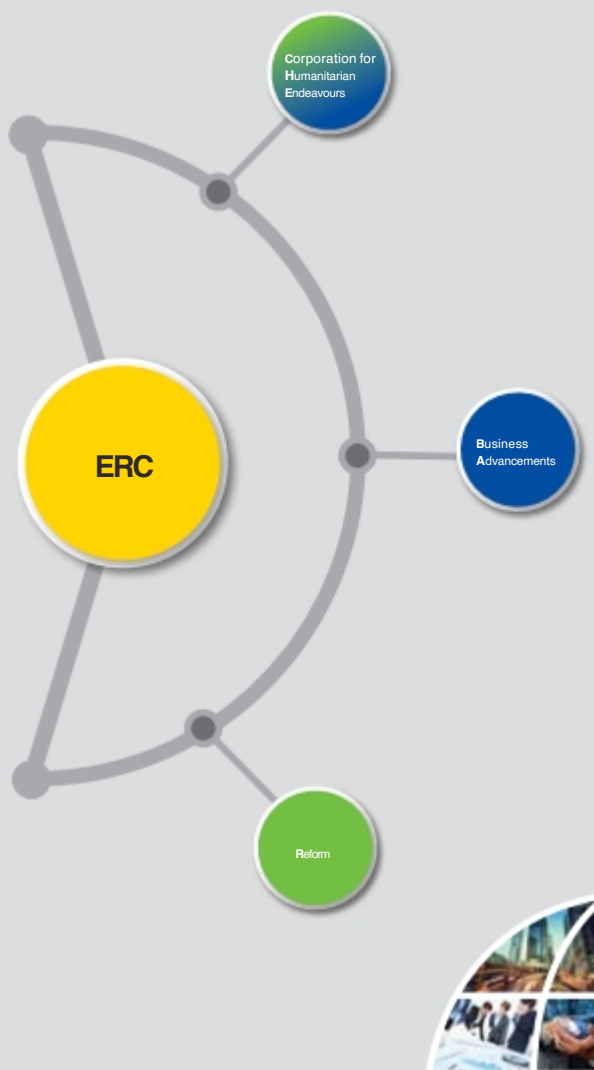 Corporation for
Humanitarian
Endeavours
ERC
Business
Advancements
Reform